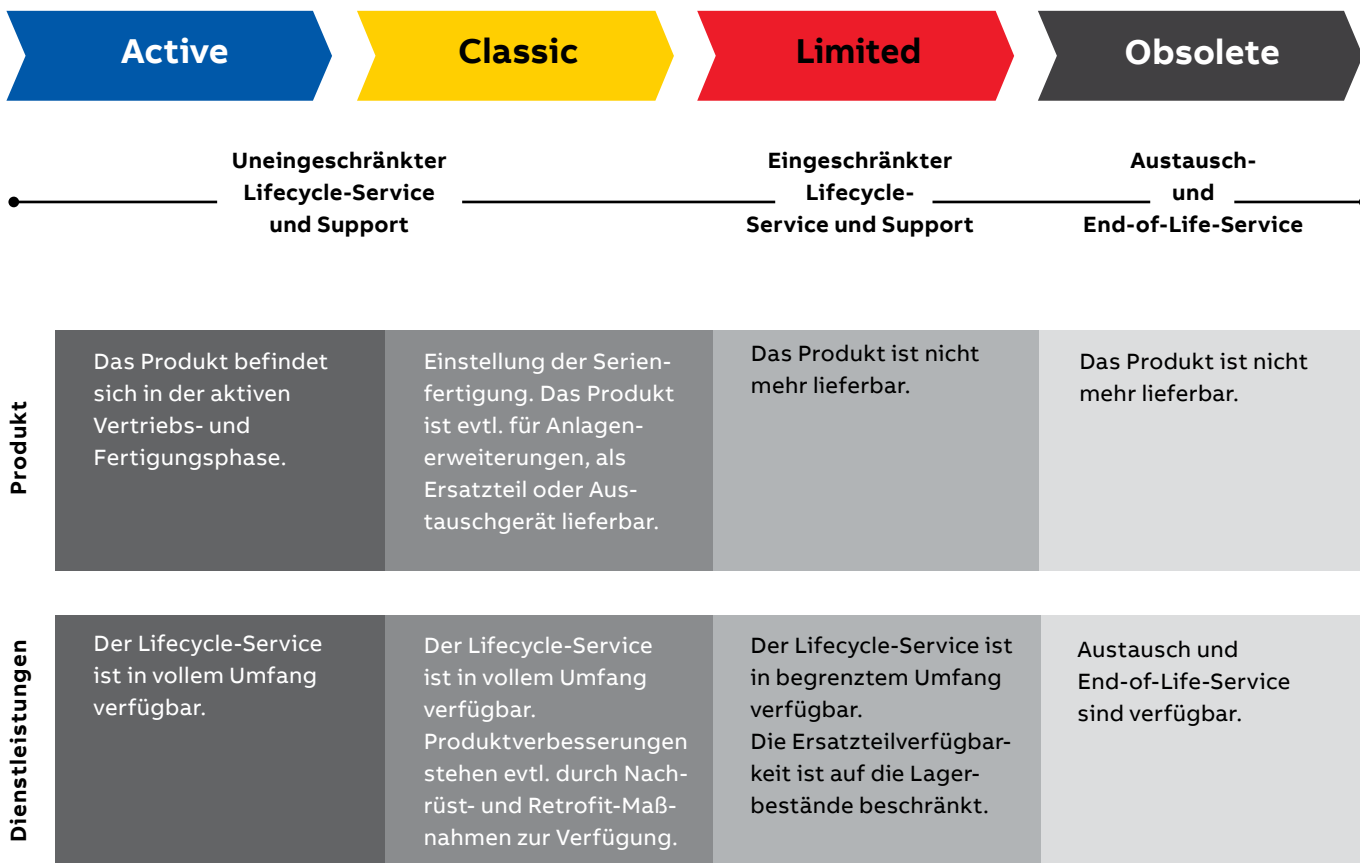 Active
Classic
Limited
Obsolete
Uneingeschränkter
Lifecycle-Service
und Support
Eingeschränkter
Lifecycle-
Service und Support
Austausch-
und
End-of-Life-Service
Produkt
Das Produkt befindet
sich in der aktiven
Vertriebs- und
Fertigungsphase.
Einstellung der Serien-
fertigung. Das Produkt
ist evtl. für Anlagen-
erweiterungen, als
Ersatzteil oder Aus-
tauschgerät lieferbar.
Das Produkt ist nicht
mehr lieferbar.
Das Produkt ist nicht
mehr lieferbar.
Dienstleistungen
Der Lifecycle-Service
ist in vollem Umfang
verfügbar.
Der Lifecycle-Service
ist in vollem Umfang
verfügbar.
Produktverbesserungen
stehen evtl. durch Nach-
rüst- und Retrofit-Maß-
nahmen zur Verfügung.
Der Lifecycle-Service ist
in begrenztem Umfang
verfügbar.
Die Ersatzteilverfügbar-
keit ist auf die Lager-
bestände beschränkt.
Austausch und
End-of-Life-Service
sind verfügbar.